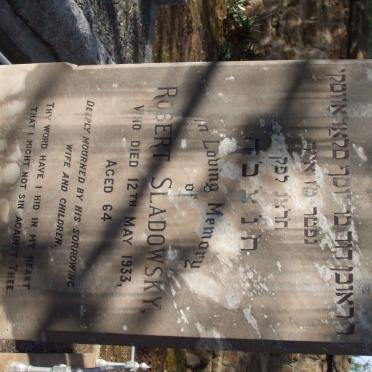 ת נ צ ב ה
In Loving Memory
of
ROBERT SLADOWSKY,
WHO DIED 12TH MAY 1933,
AGED 64
DEEPLY MOURNED BY HIS SORROWING
WIFE AND CHILDREN.
THY WORD HAVE I HID IN MY HEART
THAT I MIGHT NOT SIN AGAINST THEE